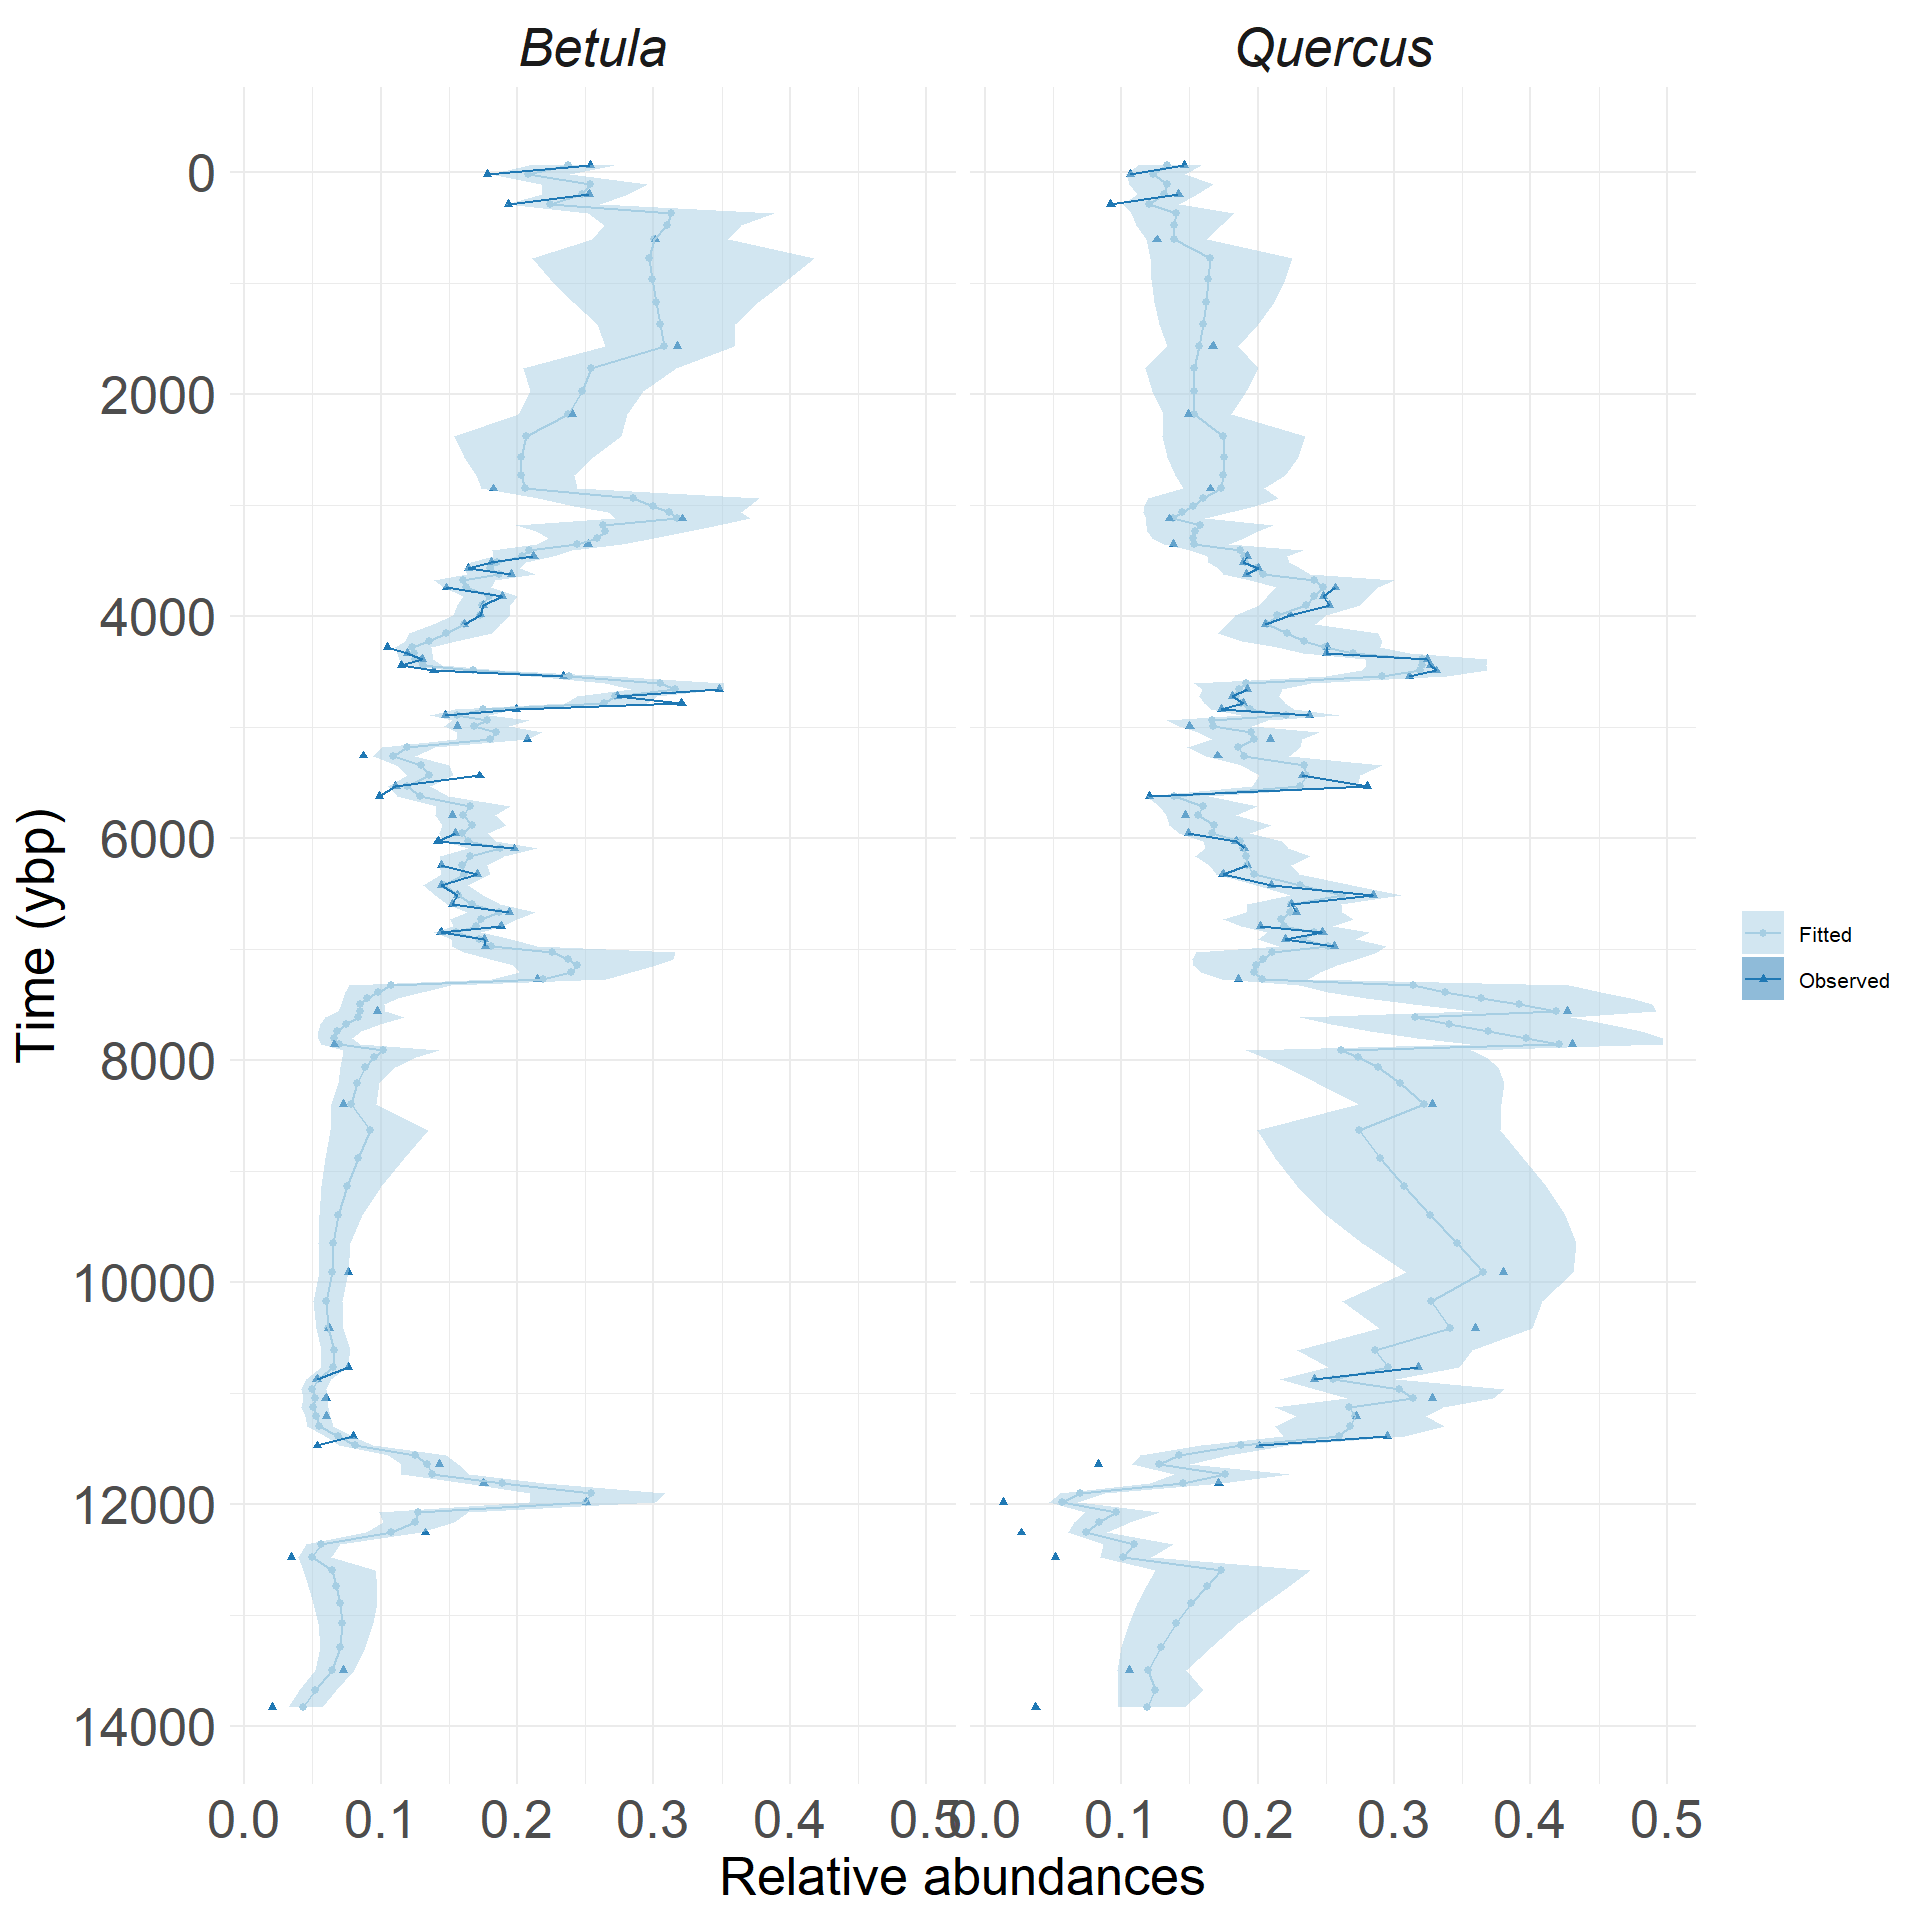 Betula Quercus
0
2000
4000
6000
8000
10000
12000
14000
Time (ybp)
0.0 0.1 0.2 0.3 0.4 0.5 0.0 0.1 0.2 0.3 0.4 0.5
Relative abundances
Fitted
Observed